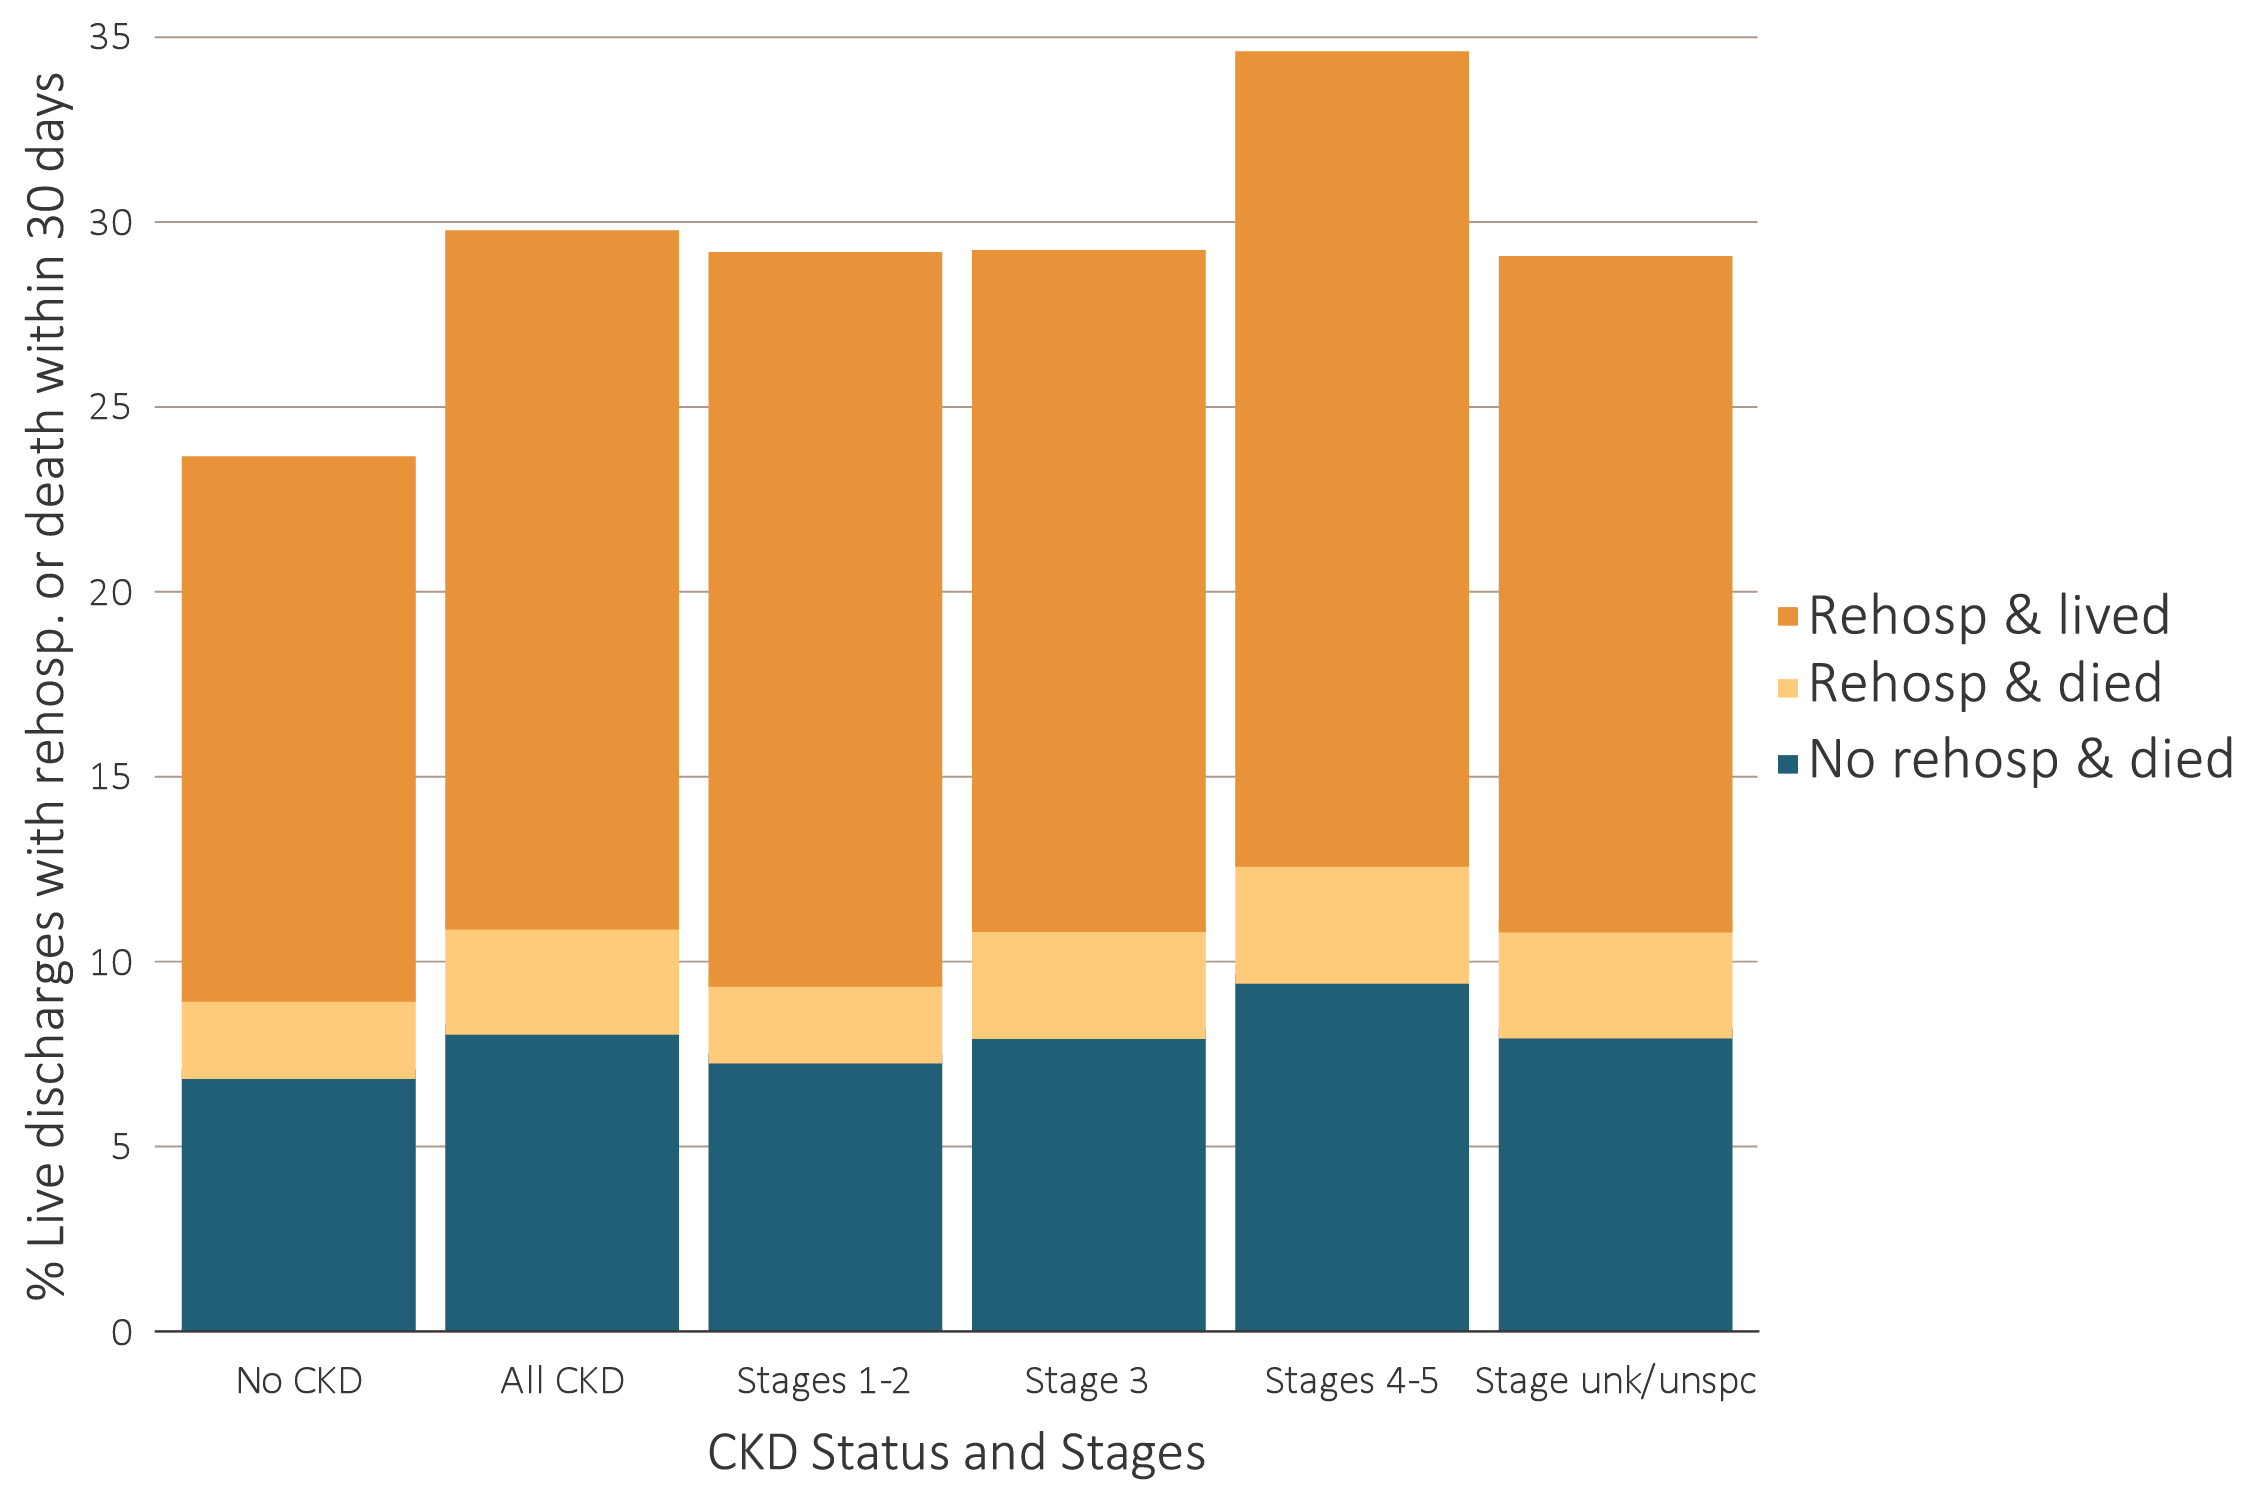 % Live discharges with rehosp. or death within 30 days
35
30
25
20
15
10
5
0
No CKD
All CKD
Stages 1-2
Stage 3
Stages 4-5
Stage unk/unspc
CKD Status and Stages
Rehosp & lived
Rehosp & died
No rehosp & died